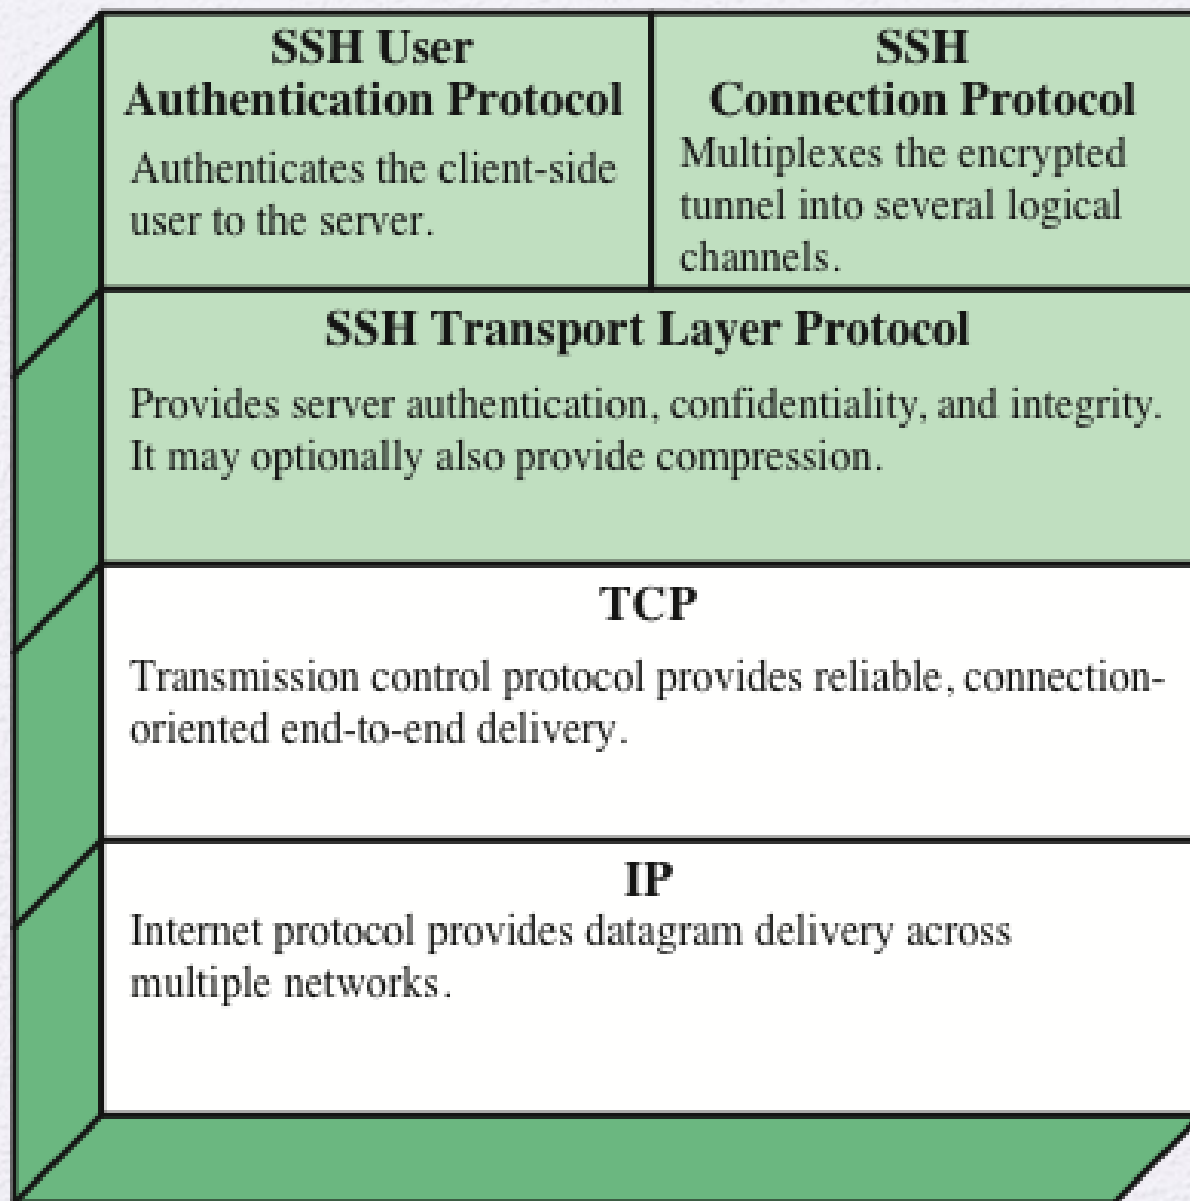 SSH User
Authentication Protocol
Authenticates the client-side
user to the server.
SSH
Connection Protocol
Multiplexes the encrypted
tunnel into several logical
channels.
SSH Transport Layer Protocol
Provides server authentication, confidentiality, and integrity.
It may optionally also provide compression.
TCP
Transmission control protocol provides reliable, connection-
oriented end-to-end delivery.
IP
Internet protocol provides datagram delivery across
multiple networks.